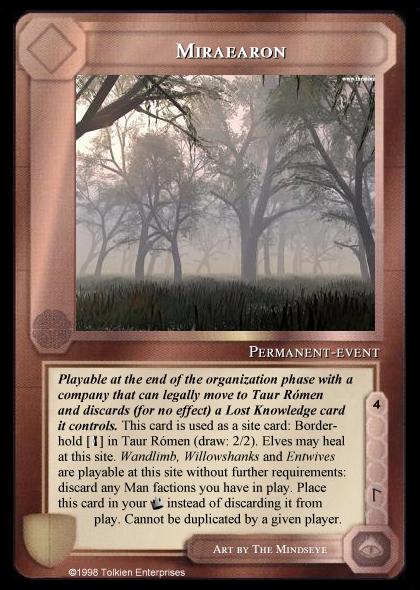 MIRAEARON
PERMANENT-EVENT
Playable at the end of the organization phase with a
company that can legally move to Taur Rómen
and discards (for no effect) a Lost Knowledge card
it controls. This card is used as a site card: Border-
hold [] in Taur Rómen (draw: 2/2). Elves may heal
at this site. Wandlimb, Willowshanks and Entwives
are playable at this site without further requirements:
discard any Man factions you have in play. Place
this card in your instead of discarding it from
play. Cannot be duplicated by a given player.
4
ART BY THE MINDSEYE
©1998 Tolkien Enterprises